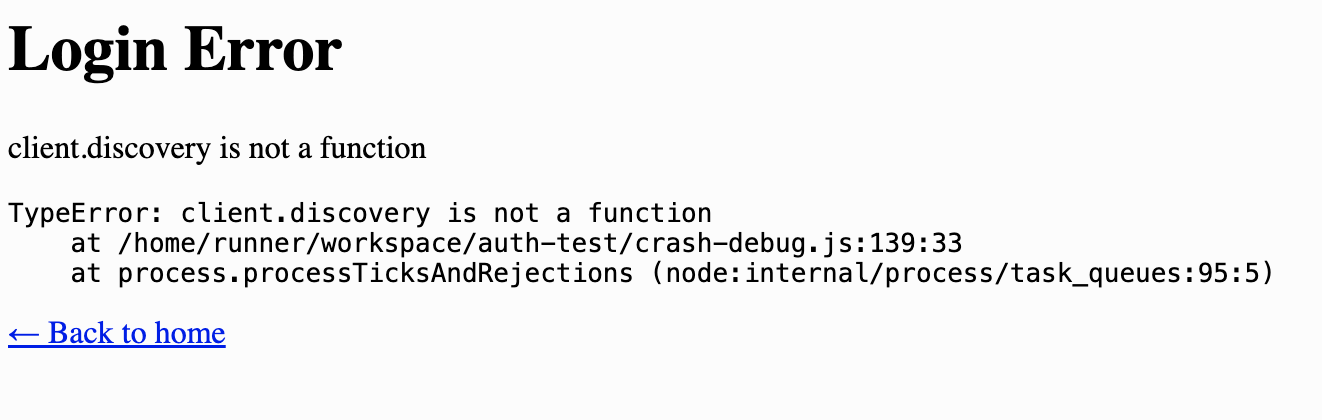 Login Error
client.discovery is not a function
TypeError: client.discovery is not a function
    at /home/runner/workspace/auth-test/crash-debug.js:139:33
    at process.processTicksAndRejections (node:internal/process/task_queues:95:5)
← Back to home